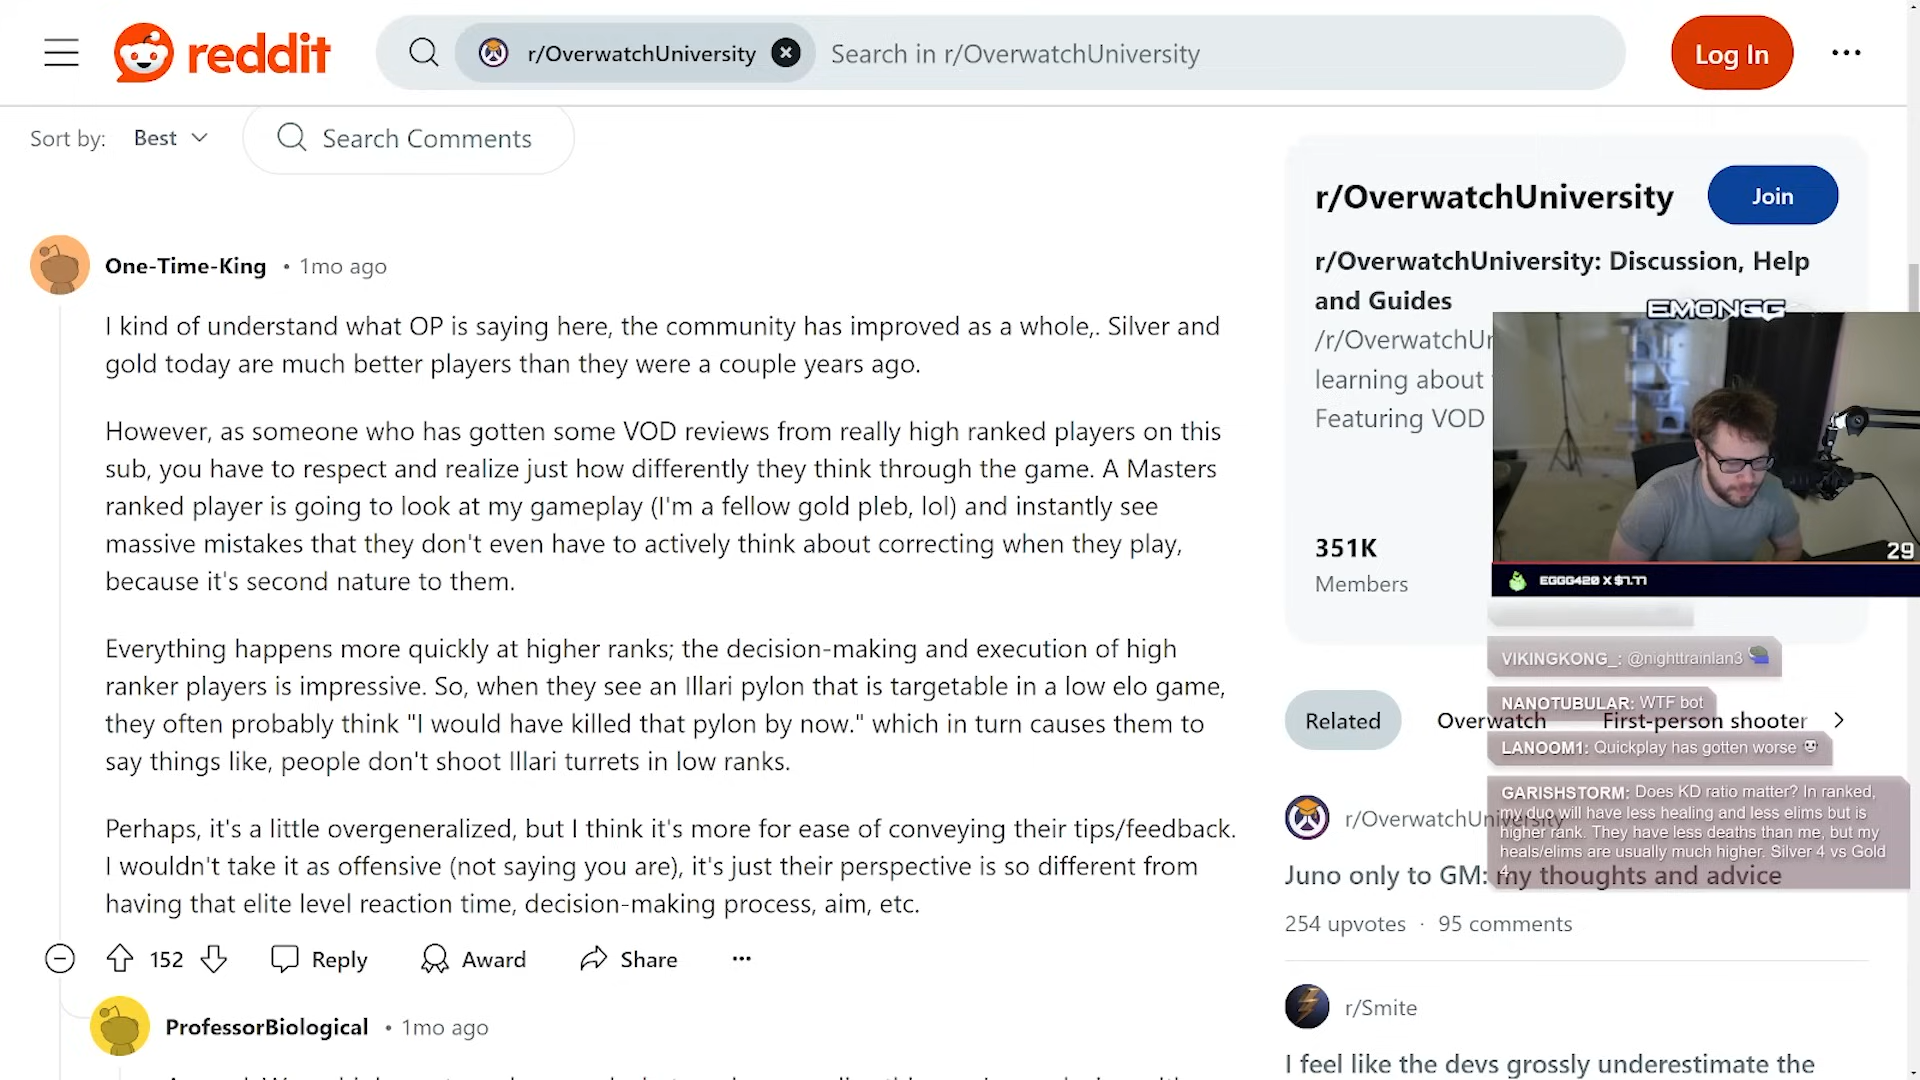 reddit
r/OverwatchUniversity
Search in r/OverwatchUniversity
Log In
Sort by:
Best
Search Comments
One-Time-King • 1mo ago
I kind of understand what OP is saying here, the community has improved as a whole,. Silver and
gold today are much better players than they were a couple years ago.
However, as someone who has gotten some VOD reviews from really high ranked players on this
sub, you have to respect and realize just how differently they think through the game. A Masters
ranked player is going to look at my gameplay (I'm a fellow gold pleb, lol) and instantly see
massive mistakes that they don't even have to actively think about correcting when they play,
because it's second nature to them.
Everything happens more quickly at higher ranks; the decision-making and execution of high
ranker players is impressive. So, when they see an Illari pylon that is targetable in a low elo game,
they often probably think "I would have killed that pylon by now." which in turn causes them to
say things like, people don't shoot Illari turrets in low ranks.
Perhaps, it's a little overgeneralized, but I think it's more for ease of conveying their tips/feedback.
I wouldn't take it as offensive (not saying you are), it's just their perspective is so different from
having that elite level reaction time, decision-making process, aim, etc.
152
Reply
Award
Share
ProfessorBiological • 1mo ago
r/OverwatchUniversity
Join
r/OverwatchUniversity: Discussion, Help
and Guides
/r/OverwatchUn
learning about
Featuring VOD
351K
Members
EMONGG
29
EGGG420 X $7.77
VIKINGKONG_: @nighttrainlan3
NANOTUBULAR: WTF bot
Related
Overwatch
First-person shooter
LANOOM1: Quickplay has gotten worse
GARISHSTORM: Does KD ratio matter? In ranked,
my duo will have less healing and less elims but is
higher rank. They have less deaths than me, but my
heals/elims are usually much higher. Silver 4 vs Gold
4
r/OverwatchUniversity
Juno only to GM: my thoughts and advice
254 upvotes · 95 comments
r/Smite
I feel like the devs grossly underestimate the